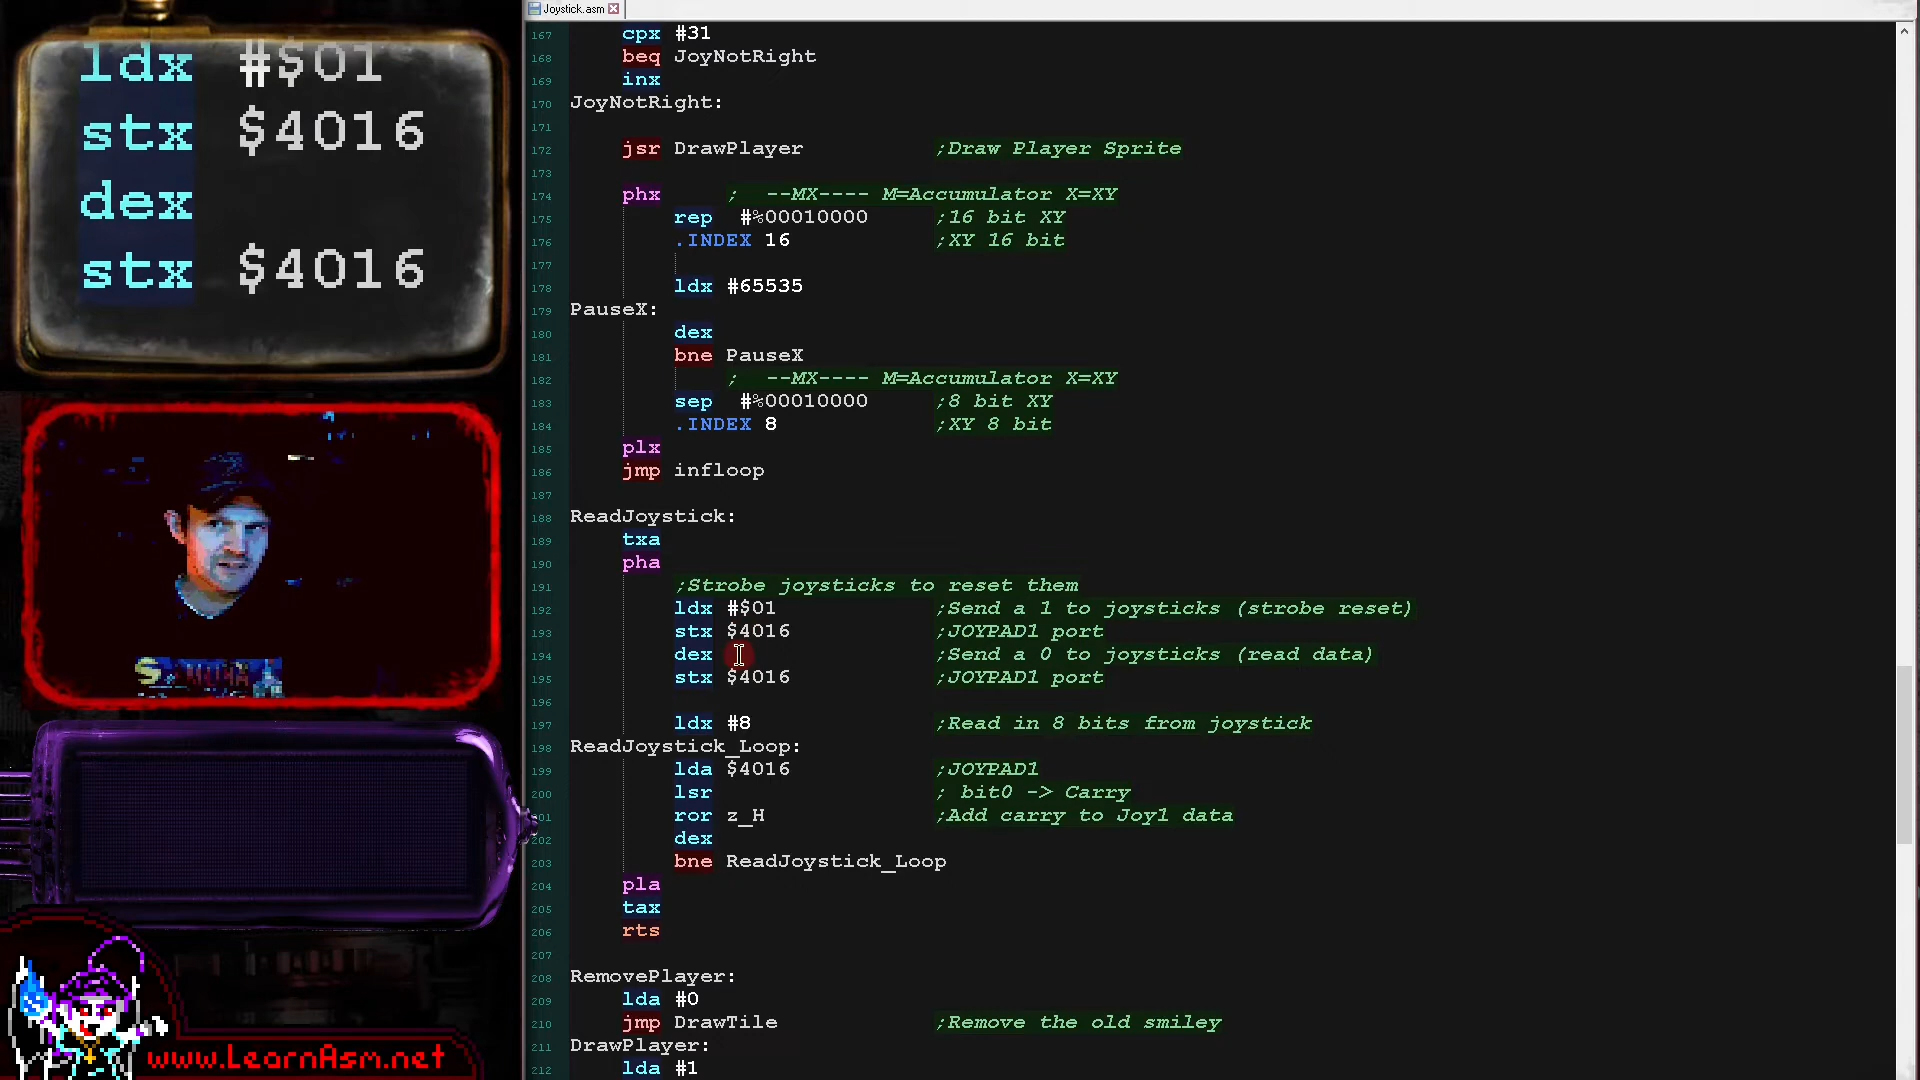 ldx #$01
stx $4016
dex
stx $4016
www.LearnAsm.net
Joystick.asm
167 cpx #31
168 beq JoyNotRight
169 inx
170 JoyNotRight:
171
172 jsr DrawPlayer ;Draw Player Sprite
173
174 phx ; --MX---- M=Accumulator X=XY
175 rep #%00010000 ;16 bit XY
176 .INDEX 16 ;XY 16 bit
177
178 ldx #65535
179 PauseX:
180 dex
181 bne PauseX
182 ; --MX---- M=Accumulator X=XY
183 sep #%00010000 ;8 bit XY
184 .INDEX 8 ;XY 8 bit
185 plx
186 jmp infloop
187
188 ReadJoystick:
189 txa
190 pha
191 ;Strobe joysticks to reset them
192 ldx #$01 ;Send a 1 to joysticks (strobe reset)
193 stx $4016 ;JOYPAD1 port
194 dex ;Send a 0 to joysticks (read data)
195 stx $4016 ;JOYPAD1 port
196
197 ldx #8 ;Read in 8 bits from joystick
198 ReadJoystick_Loop:
199 lda $4016 ;JOYPAD1
200 lsr ; bit0 -> Carry
201 ror z_H ;Add carry to Joy1 data
202 dex
203 bne ReadJoystick_Loop
204 pla
205 tax
206 rts
207
208 RemovePlayer:
209 lda #0
210 jmp DrawTile ;Remove the old smiley
211 DrawPlayer:
212 lda #1